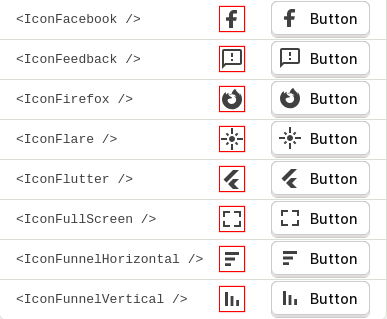 <IconFacebook /> Button
<IconFeedback /> Button
<IconFirefox /> Button
<IconFlare /> Button
<IconFlutter /> Button
<IconFullScreen /> Button
<IconFunnelHorizontal /> Button
<IconFunnelVertical /> Button